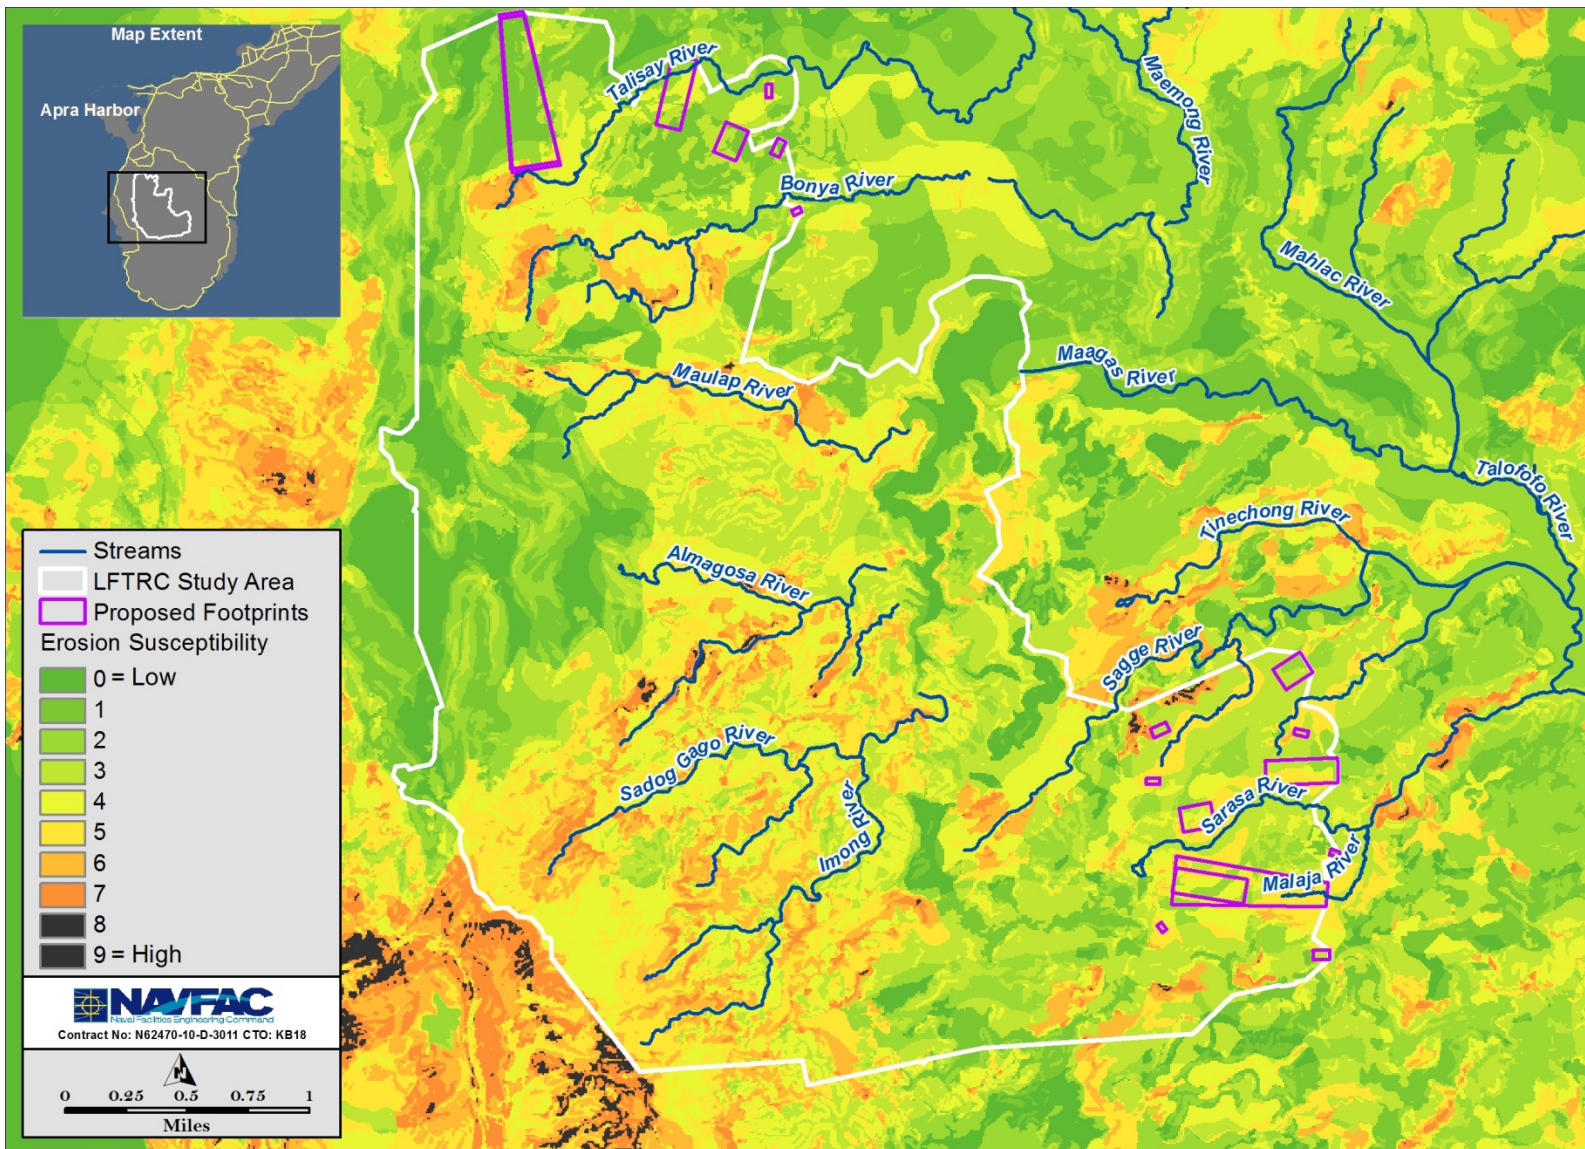 Map Extent
Apra Harbor
Talisay River
Maemong River
Bonya River
Mahlac River
Maagas River
Maulap River
Talofofo River
Tinechong River
Almagosa River
Sagge River
Sadog Gago River
Imong River
Sarasa River
Malaja River
Streams
LFTRC Study Area
Proposed Footprints
Erosion Susceptibility
0 = Low
1
2
3
4
5
6
7
8
9 = High
NAVFAC
Naval Facilities Engineering Command
Contract No: N62470-10-D-3011 CTO: KB18
N
0 0.25 0.5 0.75 1
Miles